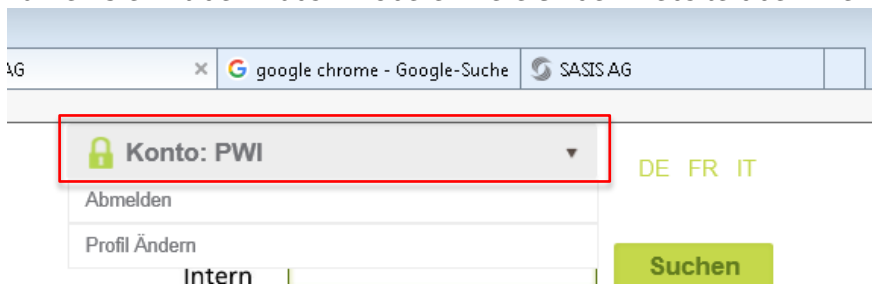 AG × google chrome - Google-Suche SASIS AG
Konto: PWI
DE FR IT
Abmelden
Profil Ändern
Intern Suchen